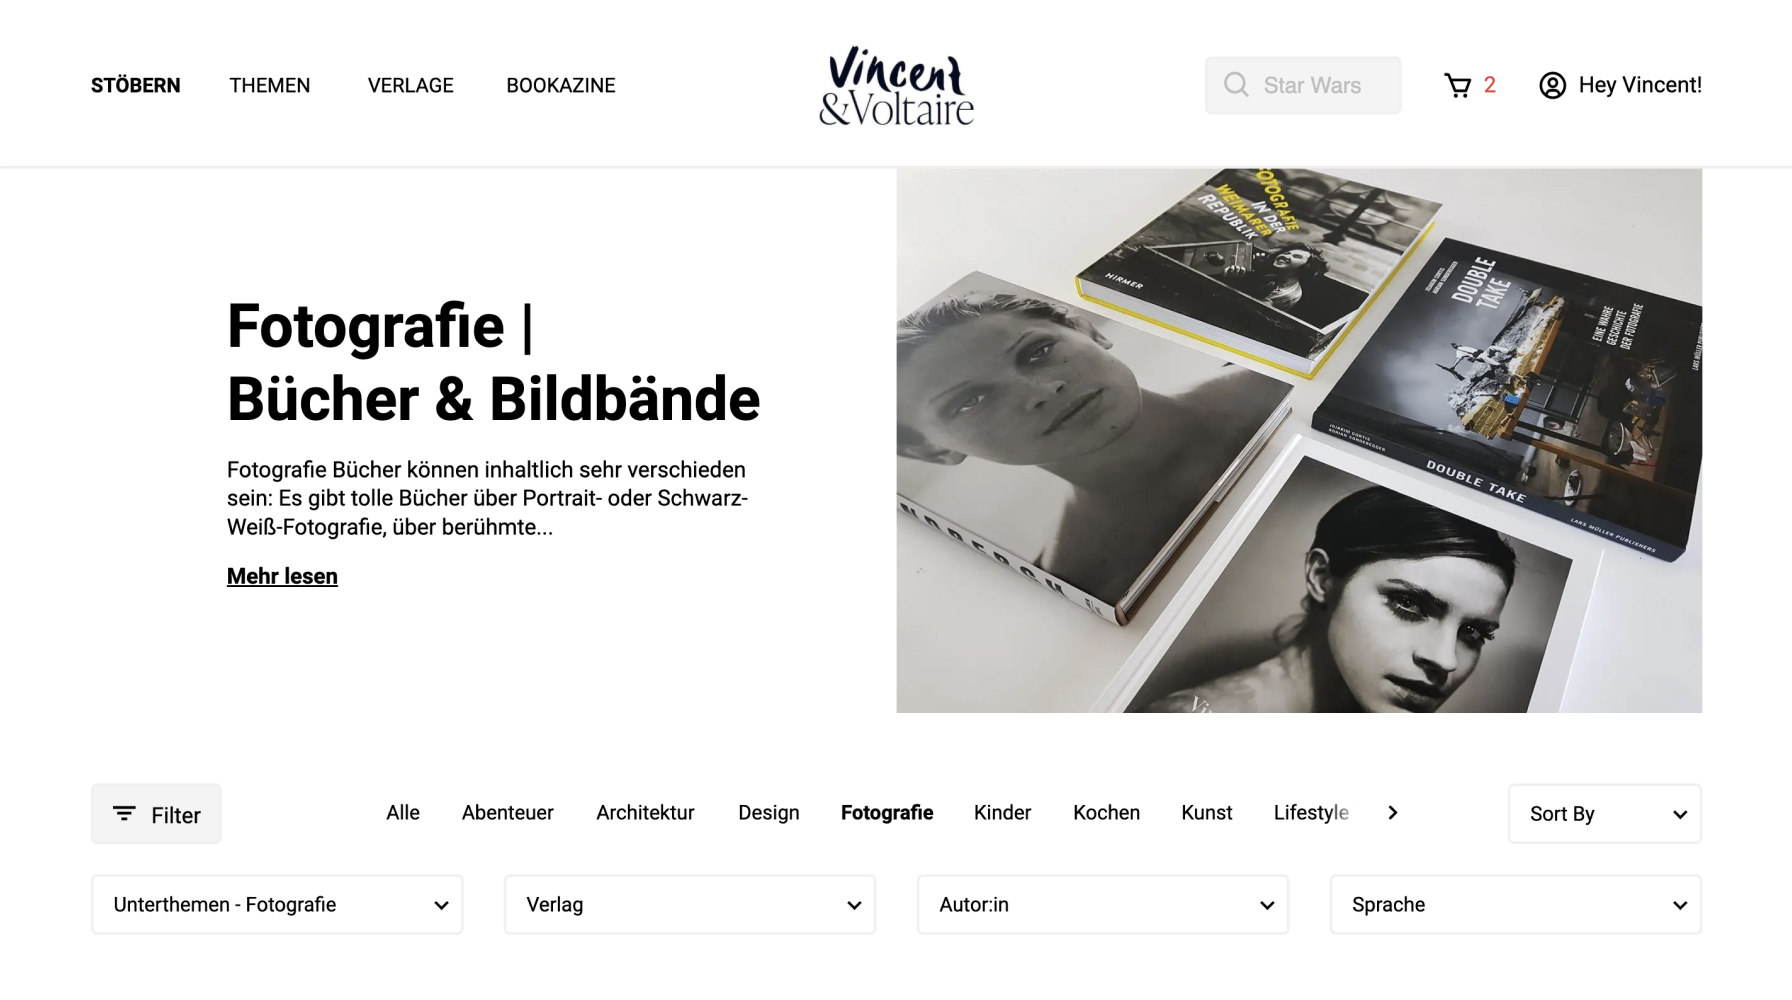 STÖBERN
THEMEN
VERLAGE
BOOKAZINE
Vincent
&Voltaire
Star Wars
2
Hey Vincent!
Fotografie |
Bücher & Bildbände
Fotografie Bücher können inhaltlich sehr verschieden
sein: Es gibt tolle Bücher über Portrait- oder Schwarz-
Weiß-Fotografie, über berühmte...
Mehr lesen
FOTOGRAFIE
IN DER
WEIMARER
REPUBLIK
HIRMER
DOUBLE
TAKE
EINE WAHRE
GESCHICHTE
DER FOTOGRAFIE
DOUBLE TAKE
LARS MÜLLER PUBLISHERS
Filter
Alle
Abenteuer
Architektur
Design
Fotografie
Kinder
Kochen
Kunst
Lifestyle
Sort By
Unterthemen - Fotografie
Verlag
Autor:in
Sprache